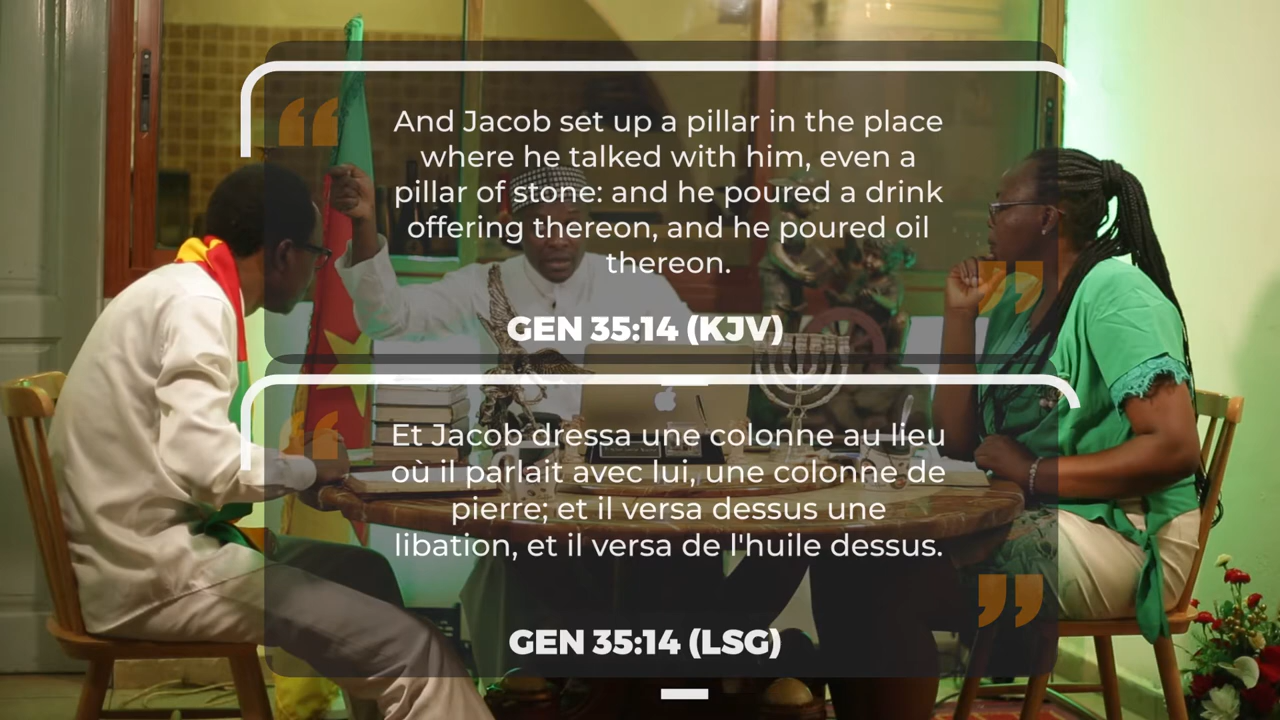 And Jacob set up a pillar in the place
where he talked with him, even a
pillar of stone: and he poured a drink
offering thereon, and he poured oil
thereon.
GEN 35:14 (KJV)
Et Jacob dressa une colonne au lieu
où il parlait avec lui, une colonne de
pierre; et il versa dessus une
libation, et il versa de l'huile dessus.
GEN 35:14 (LSG)